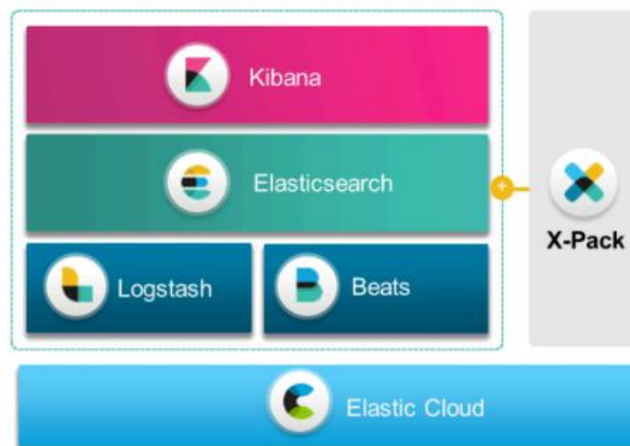 Kibana
Elasticsearch
X-Pack
Logstash
Beats
Elastic Cloud